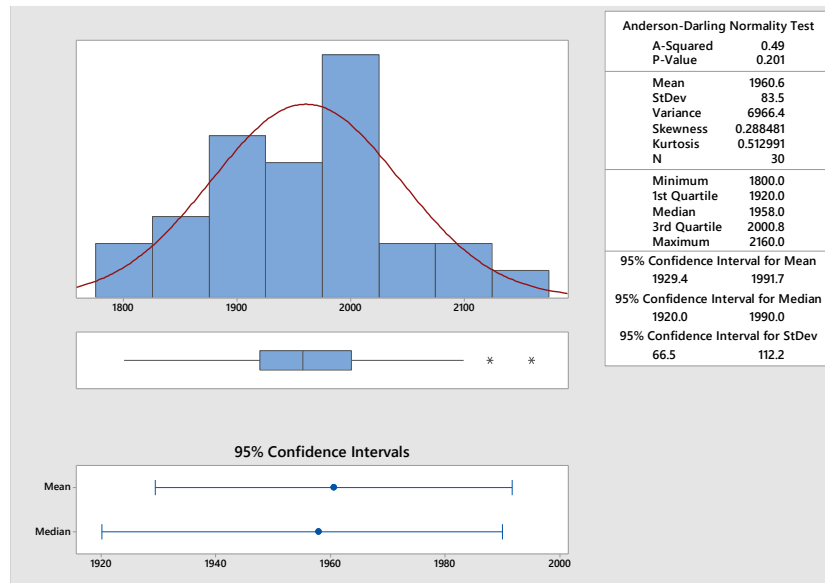 Anderson-Darling Normality Test
A-Squared 0.49
P-Value 0.201
Mean 1960.6
StDev 83.5
Variance 6966.4
Skewness 0.288481
Kurtosis 0.512991
N 30
Minimum 1800.0
1st Quartile 1920.0
Median 1958.0
3rd Quartile 2000.8
Maximum 2160.0
95% Confidence Interval for Mean
1929.4 1991.7
95% Confidence Interval for Median
1920.0 1990.0
95% Confidence Interval for StDev
66.5 112.2
1800 1900 2000 2100
95% Confidence Intervals
Mean
Median
1920 1940 1960 1980 2000